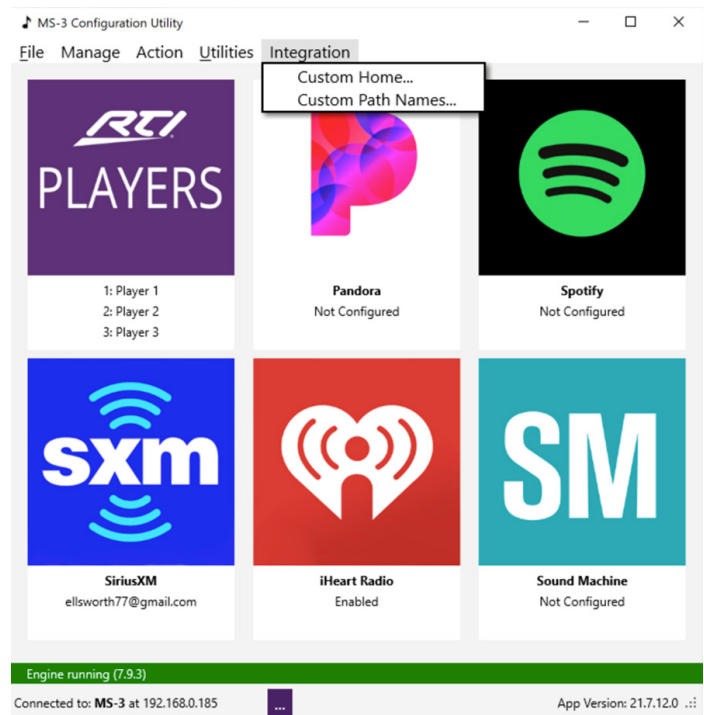 MS-3 Configuration Utility
File Manage Action Utilities Integration
Custom Home...
Custom Path Names...
RTI
PLAYERS
1: Player 1
2: Player 2
3: Player 3
Pandora
Not Configured
Spotify
Not Configured
sxm
SiriusXM
ellsworth77@gmail.com
iHeart Radio
Enabled
SM
Sound Machine
Not Configured
Engine running (7.9.3)
Connected to: MS-3 at 192.168.0.185
...
App Version: 21.7.12.0